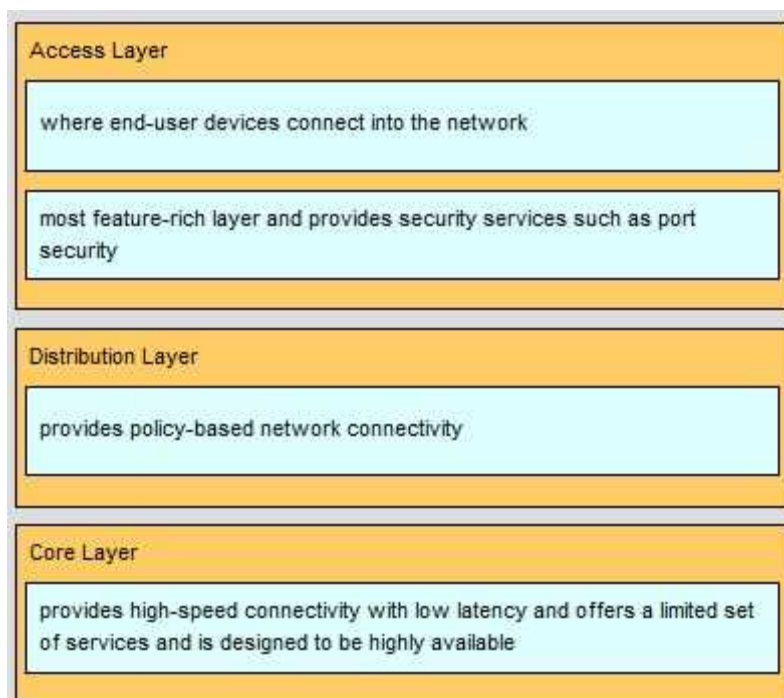 Access Layer
where end-user devices connect into the network
most feature-rich layer and provides security services such as port
security
Distribution Layer
provides policy-based network connectivity
Core Layer
provides high-speed connectivity with low latency and offers a limited set
of services and is designed to be highly available